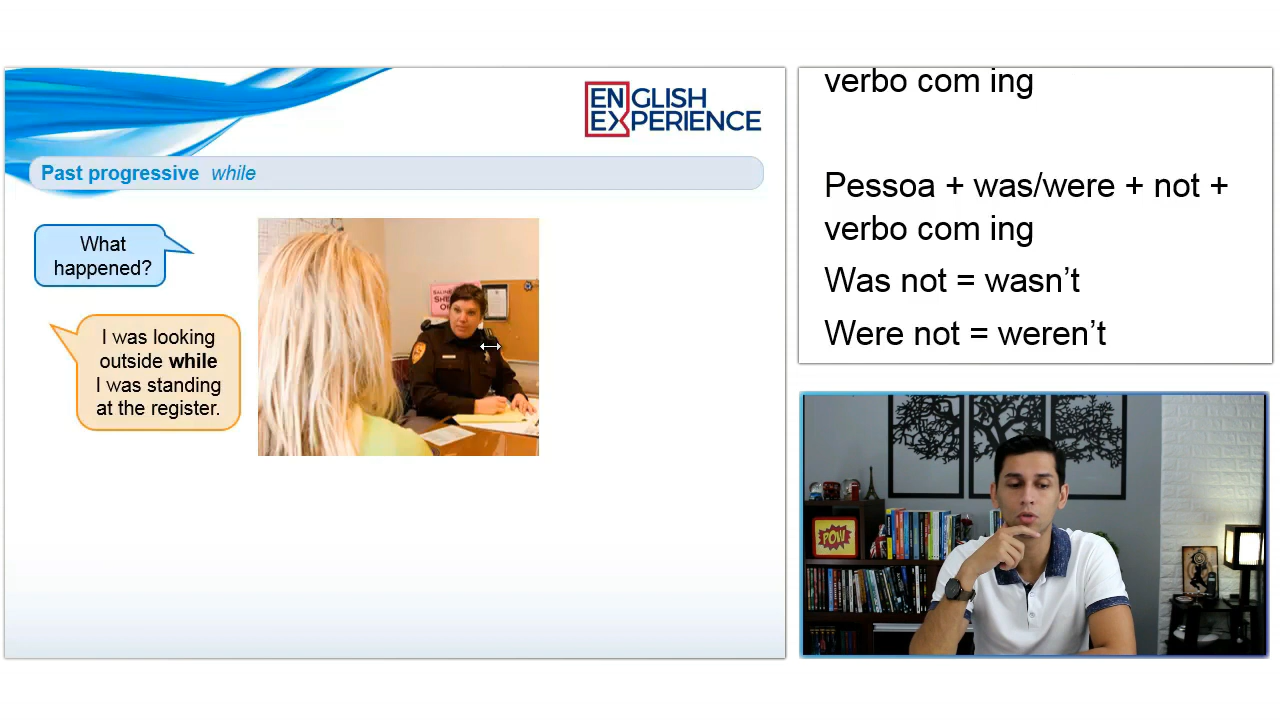 ENGLISH
EXPERIENCE
Past progressive while
What
happened?
I was looking
outside while
I was standing
at the register.
verbo com ing
Pessoa + was/were + not +
verbo com ing
Was not = wasn’t
Were not = weren’t
POW